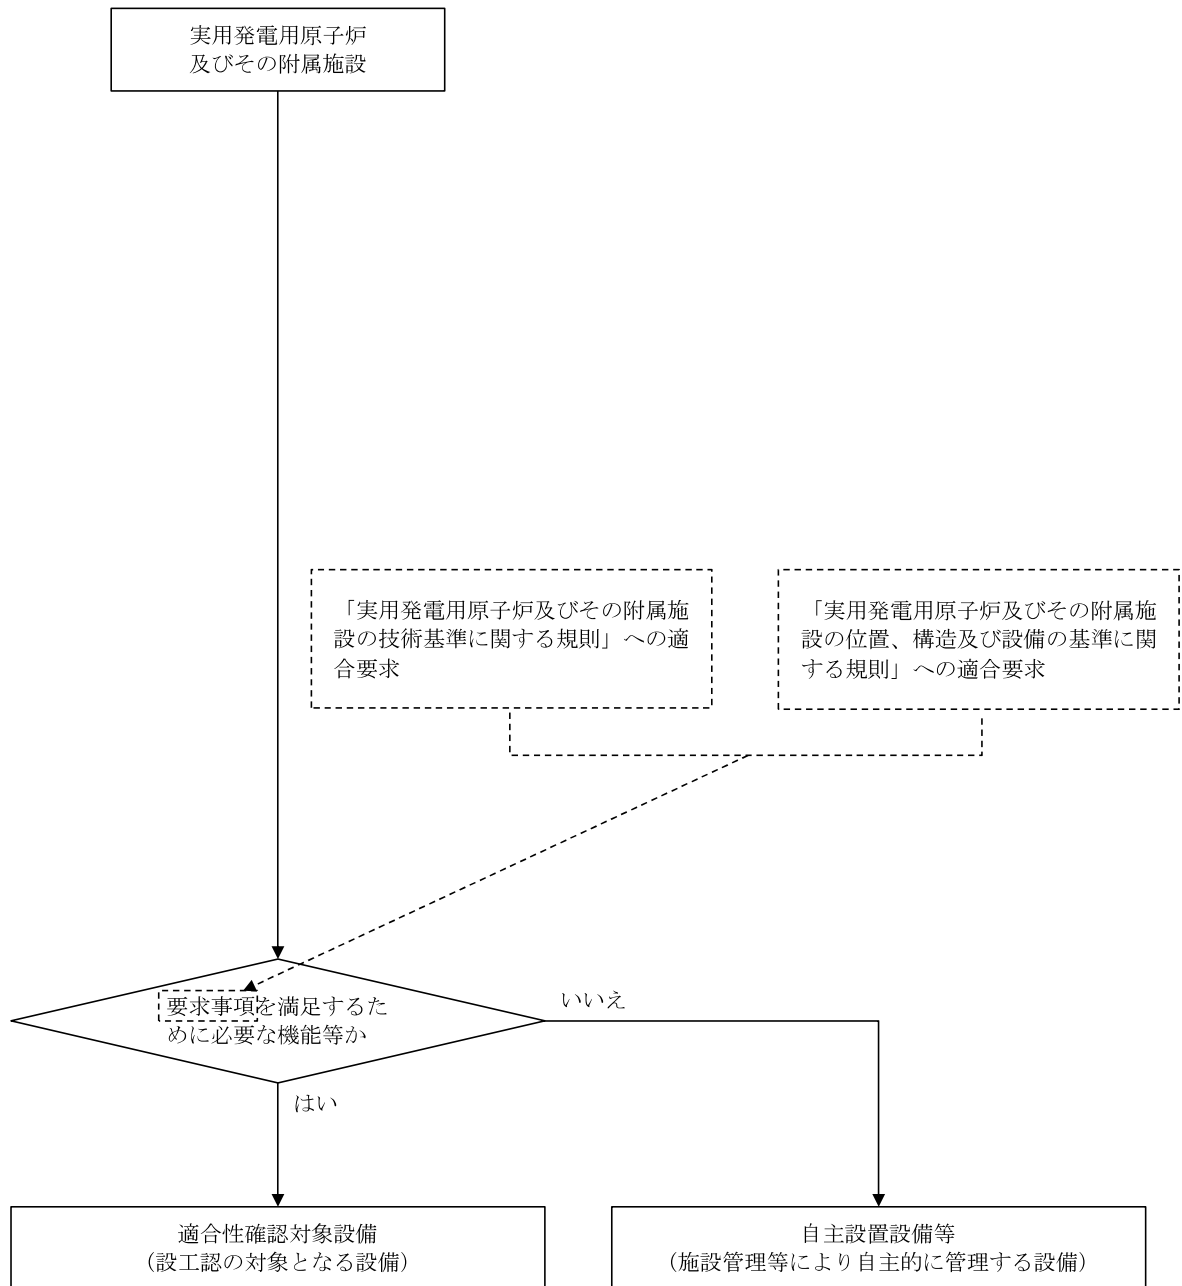 実用発電用原子炉
及びその附属施設
「実用発電用原子炉及びその附属施
設の技術基準に関する規則」への適
合要求
「実用発電用原子炉及びその附属施
設の位置、構造及び設備の基準に関
する規則」への適合要求
要求事項を満足するた
めに必要な機能等か
いいえ
はい
適合性確認対象設備
（設工認の対象となる設備）
自主設置設備等
（施設管理等により自主的に管理する設備）